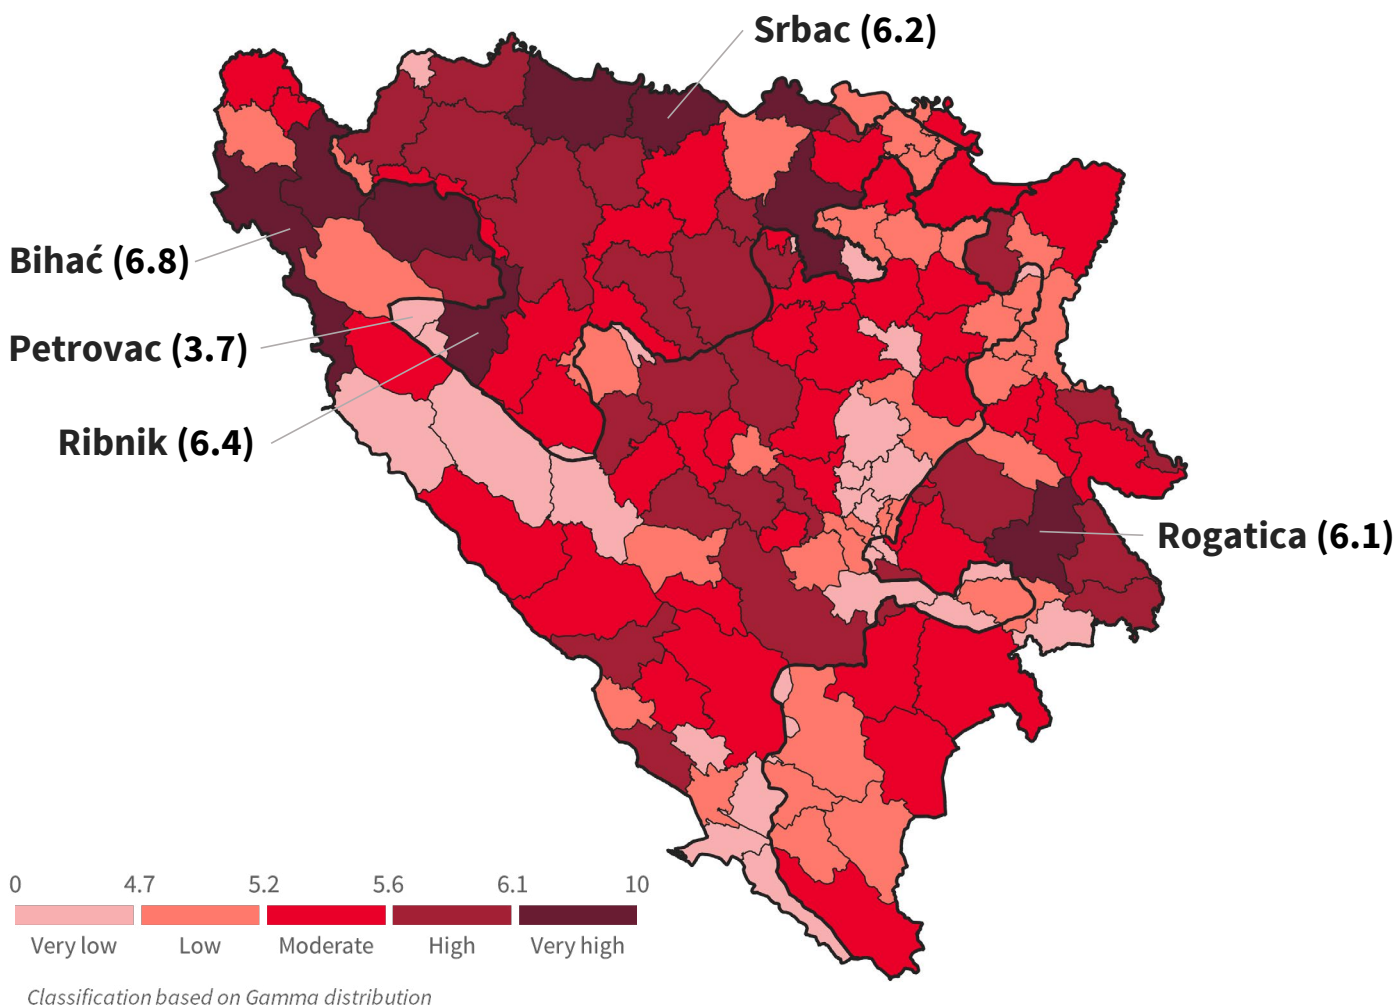 Srbac (6.2)
Bihać (6.8)
Petrovac (3.7)
Ribnik (6.4)
Rogatica (6.1)
0 4.7 5.2 5.6 6.1 10
Very low Low Moderate High Very high
Classification based on Gamma distribution